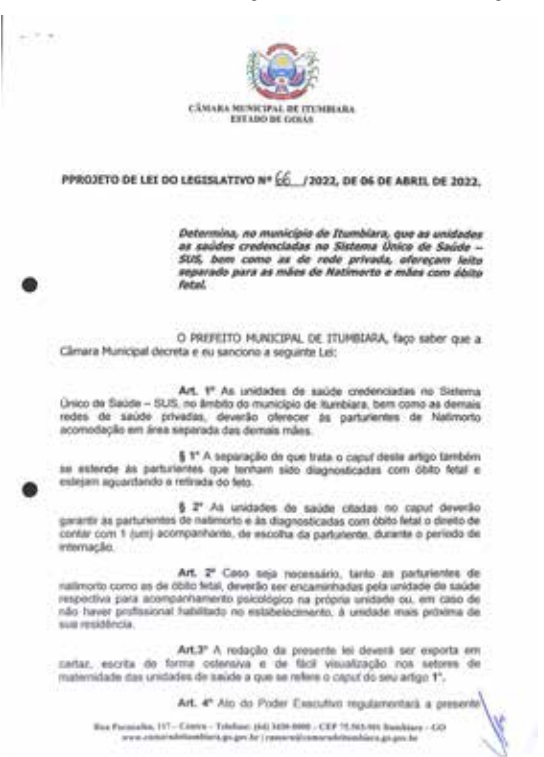 CÂMARA MUNICIPAL DE ITUMBIARA
ESTADO DE GOIÁS
PPROJETO DE LEI DO LEGISLATIVO Nº 66 /2022, DE 06 DE ABRIL DE 2022.
Determina, no município de Itumbiara, que as unidades
as saúdes credenciadas no Sistema Único de Saúde –
SUS, bem como as de rede privada, ofereçam leito
separado para as mães de Natimorto e mães com óbito
fetal.
O PREFEITO MUNICIPAL DE ITUMBIARA, faço saber que a
Câmara Municipal decreta e eu sanciono a seguinte Lei:
Art. 1º As unidades de saúde credenciadas no Sistema
Único de Saúde – SUS, no âmbito do município de Itumbiara, bem como as demais
redes de saúde privadas, deverão oferecer às parturientes de Natimorto
acomodação em área separada das demais mães.
§ 1º A separação de que trata o caput deste artigo também
se estende às parturientes que tenham sido diagnosticadas com óbito fetal e
estejam aguardando a retirada do feto.
§ 2º As unidades de saúde citadas no caput deverão
garantir às parturientes de natimorto e às diagnosticadas com óbito fetal o direito de
contar com 1 (um) acompanhante, de escolha da parturiente, durante o período de
internação.
Art. 2º Caso seja necessário, tanto as parturientes de
natimorto como as de óbito fetal, deverão ser encaminhadas pela unidade de saúde
respectiva para acompanhamento psicológico na própria unidade ou, em caso de
não haver profissional habilitado no estabelecimento, à unidade mais próxima de
sua residência.
Art.3º A redação da presente lei deverá ser exporta em
cartaz, escrita de forma ostensiva e de fácil visualização nos setores de
maternidade das unidades de saúde a que se refere o caput do seu artigo 1º.
Art. 4º Ato do Poder Executivo regulamentará a presente
Rua Paranaíba, 117 – Centro – Telefone: (64) – CEP 75.503-901 Itumbiara – GO